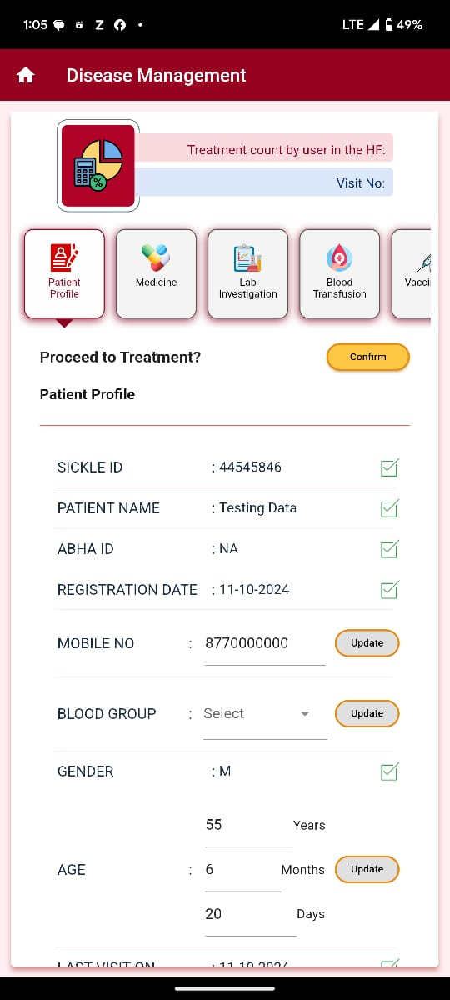 1:05 Z LTE 49%
Disease Management
%
Treatment count by user in the HF:
Visit No:
Patient Profile
Medicine
Lab Investigation
Blood Transfusion
Vacci
Proceed to Treatment? Confirm
Patient Profile
SICKLE ID : 44545846
PATIENT NAME : Testing Data
ABHA ID : NA
REGISTRATION DATE : 11-10-2024
MOBILE NO : 8770000000 Update
BLOOD GROUP : Select Update
GENDER : M
55 Years
AGE : 6 Months Update
20 Days
LAST VISIT ON : 11-10-2024